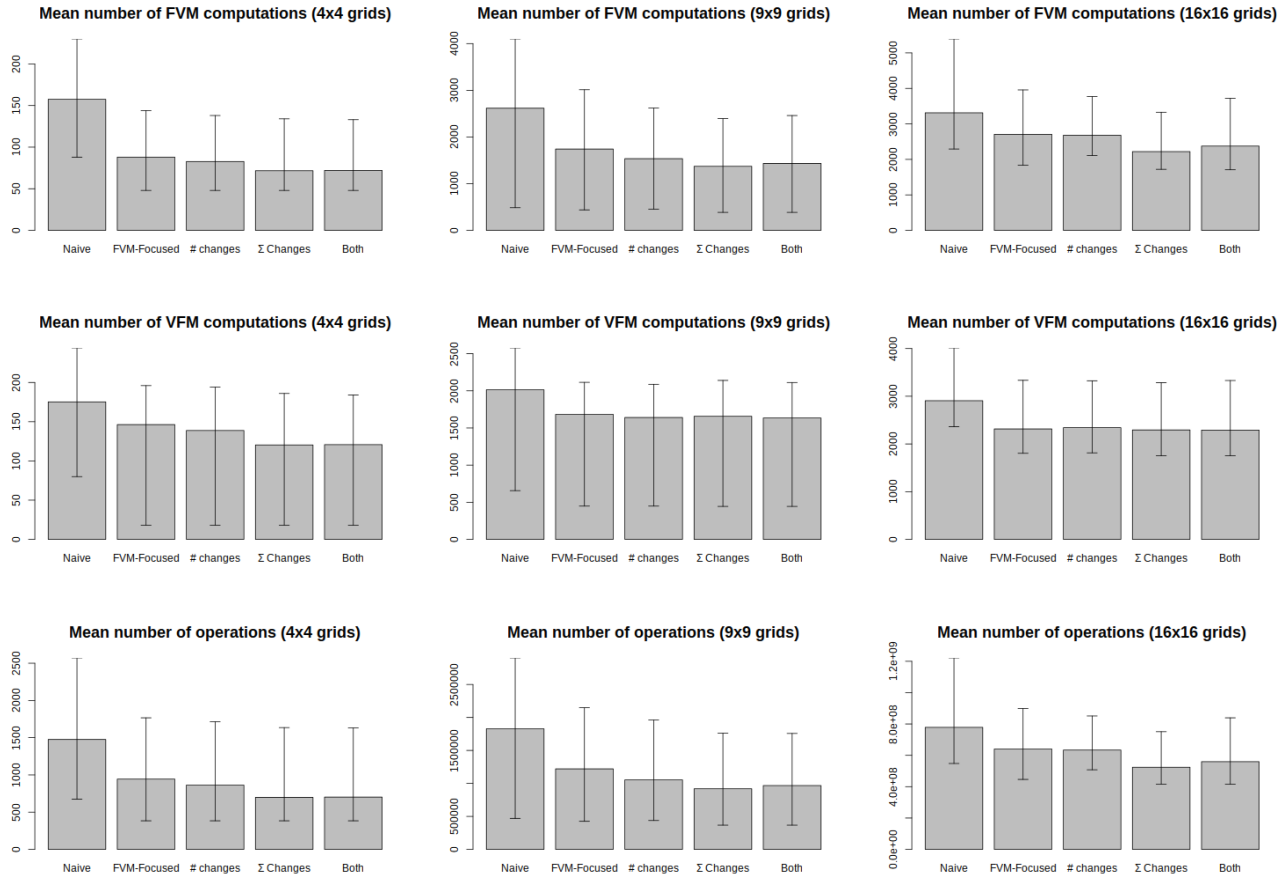 Mean number of FVM computations (4x4 grids)
200
150
100
50
0
Naive FVM-Focused # changes Σ Changes Both
Mean number of FVM computations (9x9 grids)
4000
3000
2000
1000
0
Naive FVM-Focused # changes Σ Changes Both
Mean number of FVM computations (16x16 grids)
5000
4000
3000
2000
1000
0
Naive FVM-Focused # changes Σ Changes Both
Mean number of VFM computations (4x4 grids)
200
150
100
50
0
Naive FVM-Focused # changes Σ Changes Both
Mean number of VFM computations (9x9 grids)
2500
2000
1500
1000
500
0
Naive FVM-Focused # changes Σ Changes Both
Mean number of VFM computations (16x16 grids)
4000
3000
2000
1000
0
Naive FVM-Focused # changes Σ Changes Both
Mean number of operations (4x4 grids)
2500
2000
1500
1000
500
0
Naive FVM-Focused # changes Σ Changes Both
Mean number of operations (9x9 grids)
2500000
1500000
500000
0
Naive FVM-Focused # changes Σ Changes Both
Mean number of operations (16x16 grids)
1.2e+09
8.0e+08
4.0e+08
0.0e+00
Naive FVM-Focused # changes Σ Changes Both